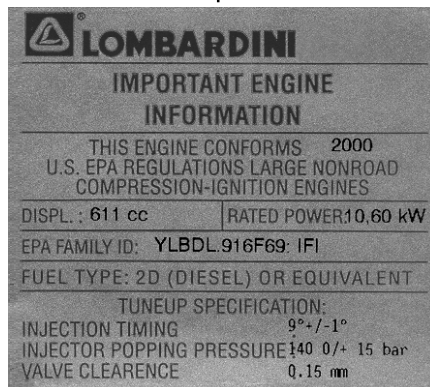 LOMBARDINI®
IMPORTANT ENGINE
INFORMATION
THIS ENGINE CONFORMS 2000
U.S. EPA REGULATIONS LARGE NONROAD
COMPRESSION-IGNITION ENGINES
DISPL. : 611 cc RATED POWER:10,60 kW
EPA FAMILY ID: YLBDL.916F69: IFI
FUEL TYPE: 2D (DIESEL) OR EQUIVALENT
TUNEUP SPECIFICATION:
INJECTION TIMING 9°+/-1°
INJECTOR POPPING PRESSURE 140 0/+ 15 bar
VALVE CLEARENCE 0.15 mm